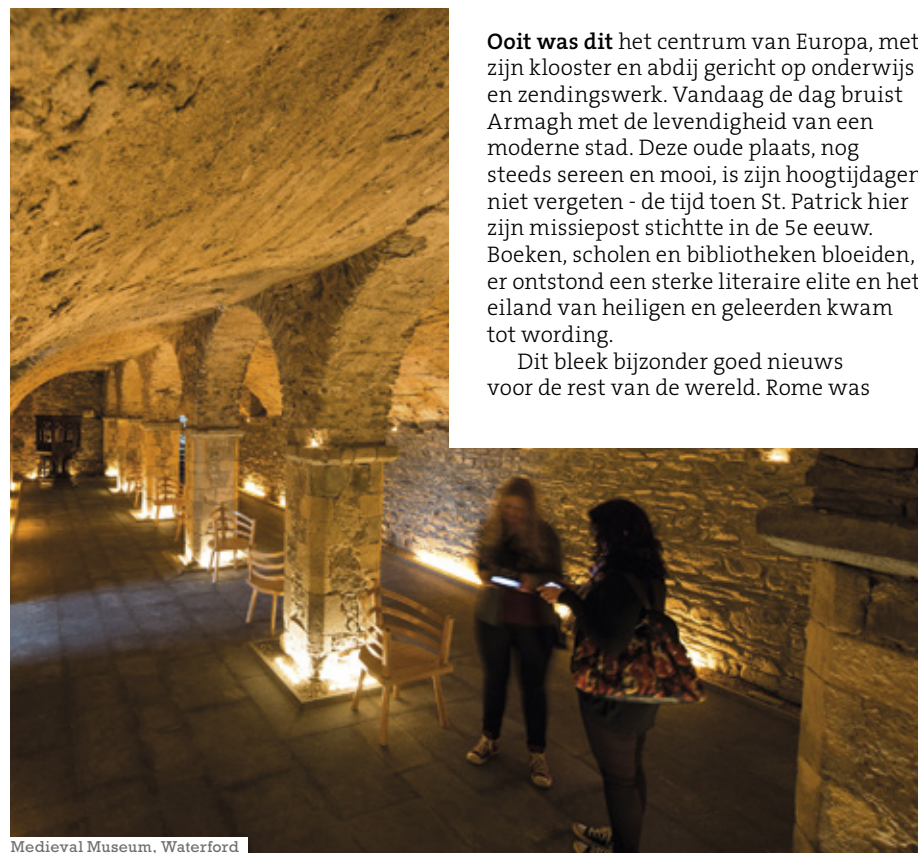 Ooit was dit het centrum van Europa, met
zijn klooster en abdij gericht op onderwijs
en zendingswerk. Vandaag de dag bruist
Armagh met de levendigheid van een
moderne stad. Deze oude plaats, nog
steeds sereen en mooi, is zijn hoogtijdagen
niet vergeten - de tijd toen St. Patrick hier
zijn missiepost stichtte in de 5e eeuw.
Boeken, scholen en bibliotheken bloeiden,
er ontstond een sterke literaire elite en het
eiland van heiligen en geleerden kwam
tot wording.
Dit bleek bijzonder goed nieuws
voor de rest van de wereld. Rome was
Medieval Museum, Waterford